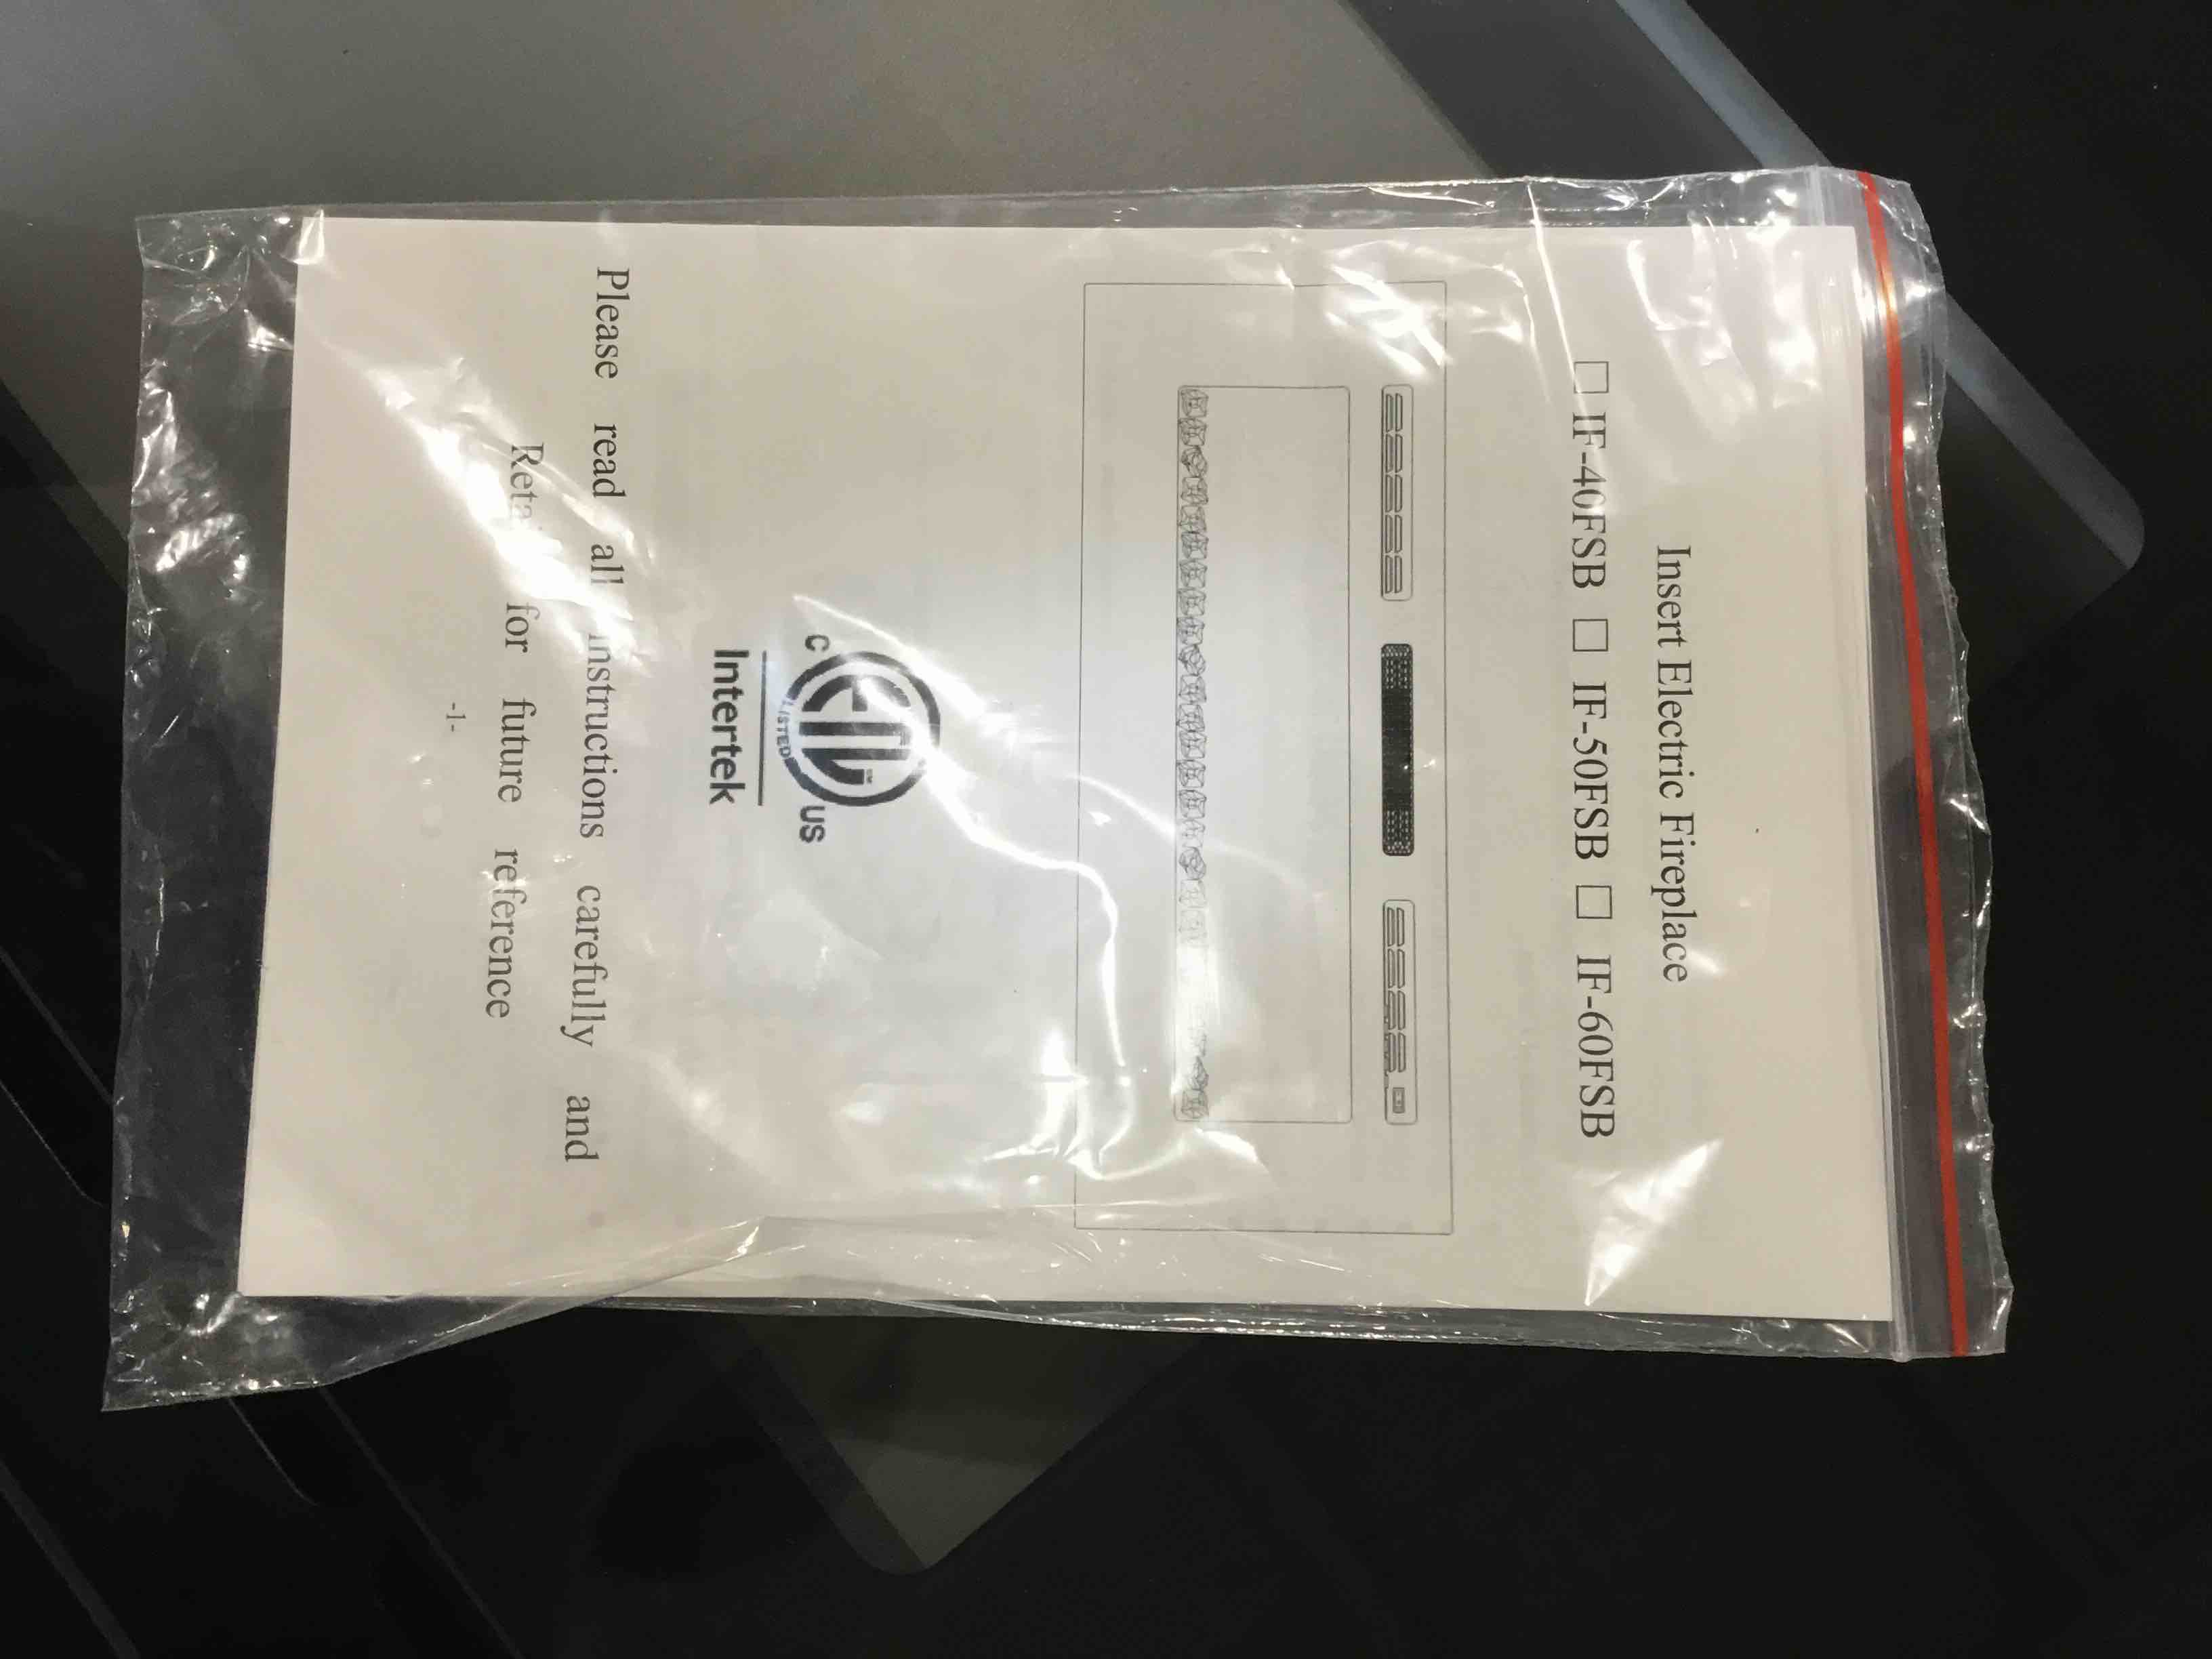 Insert Electric Fireplace
□ IF-40FSB □ IF-50FSB □ IF-60FSB
C ETL US
LISTED
Intertek
Please read all instructions carefully and
for future reference
-1-